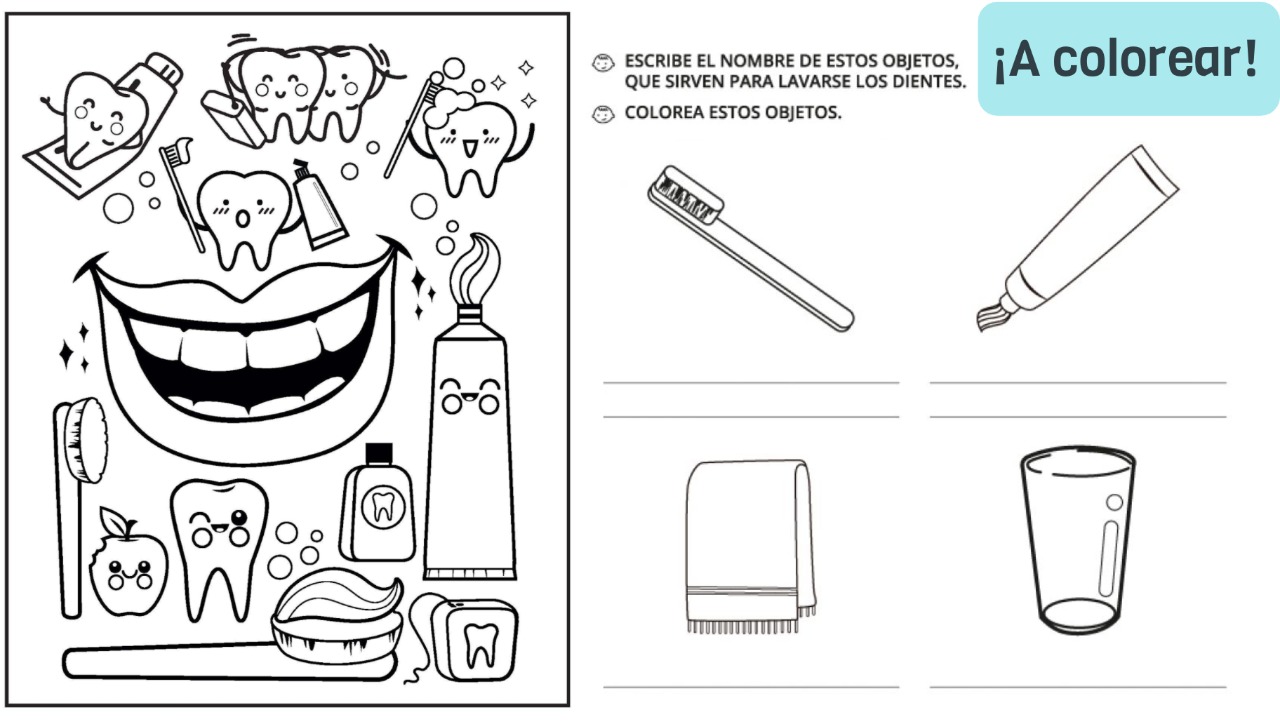 ¡A colorear!
ESCRIBE EL NOMBRE DE ESTOS OBJETOS,
QUE SIRVEN PARA LAVARSE LOS DIENTES.
COLOREA ESTOS OBJETOS.